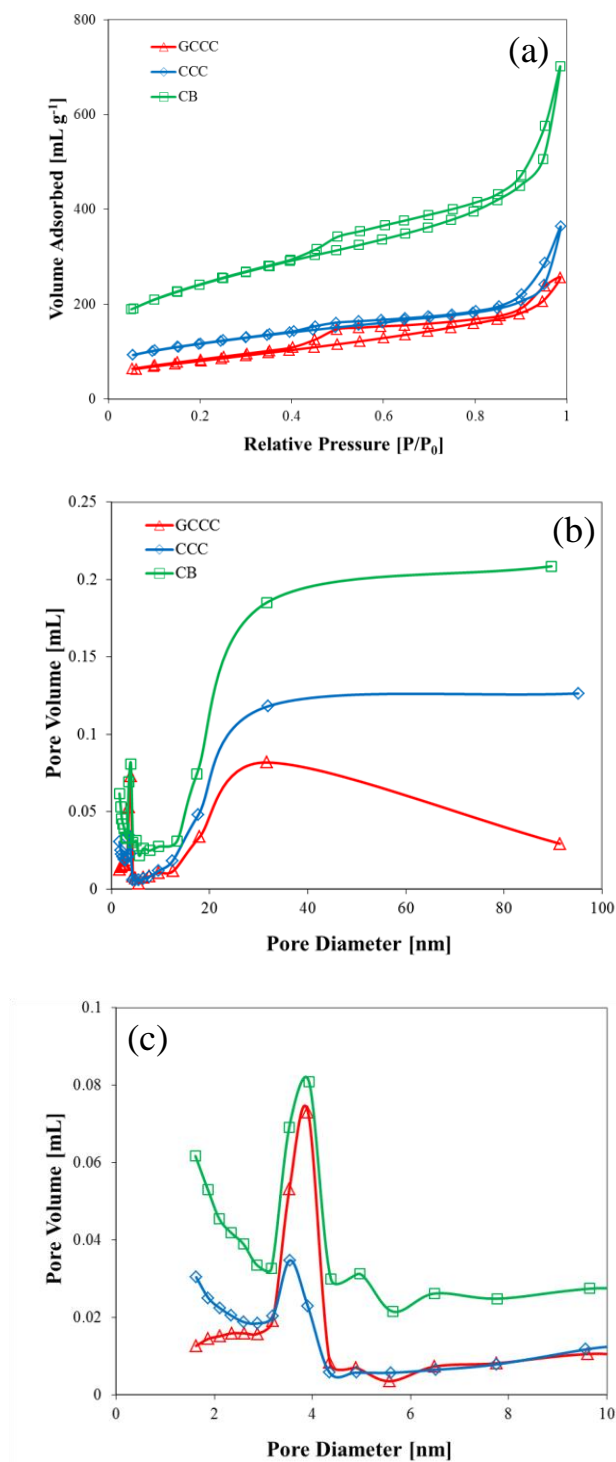 (a)
GCCC
CCC
CB
800
600
400
200
0
Volume Adsorbed [mL g-1]
0 0.2 0.4 0.6 0.8 1
Relative Pressure [P/P0]
(b)
GCCC
CCC
CB
0.25
0.2
0.15
0.1
0.05
0
Pore Volume [mL]
0 20 40 60 80 100
Pore Diameter [nm]
(c)
0.1
0.08
0.06
0.04
0.02
0
Pore Volume [mL]
0 2 4 6 8 10
Pore Diameter [nm]